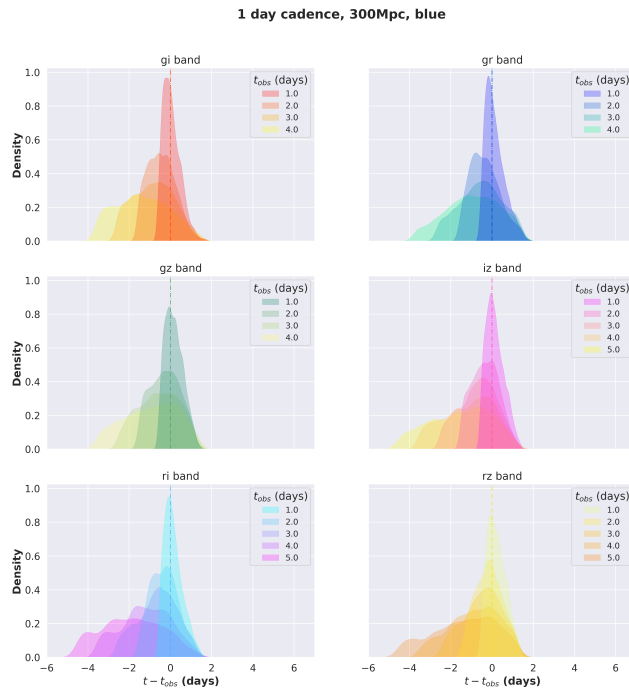 1 day cadence, 300Mpc, blue
gi band
Density
1.0
0.8
0.6
0.4
0.2
0.0
t_obs (days)
1.0
2.0
3.0
4.0
gr band
t_obs (days)
1.0
2.0
3.0
4.0
gz band
Density
1.0
0.8
0.6
0.4
0.2
0.0
t_obs (days)
1.0
2.0
3.0
4.0
iz band
t_obs (days)
1.0
2.0
3.0
4.0
5.0
ri band
Density
1.0
0.8
0.6
0.4
0.2
0.0
t_obs (days)
1.0
2.0
3.0
4.0
5.0
−6 −4 −2 0 2 4 6
t − t_obs (days)
rz band
t_obs (days)
1.0
2.0
3.0
4.0
5.0
−6 −4 −2 0 2 4 6
t − t_obs (days)